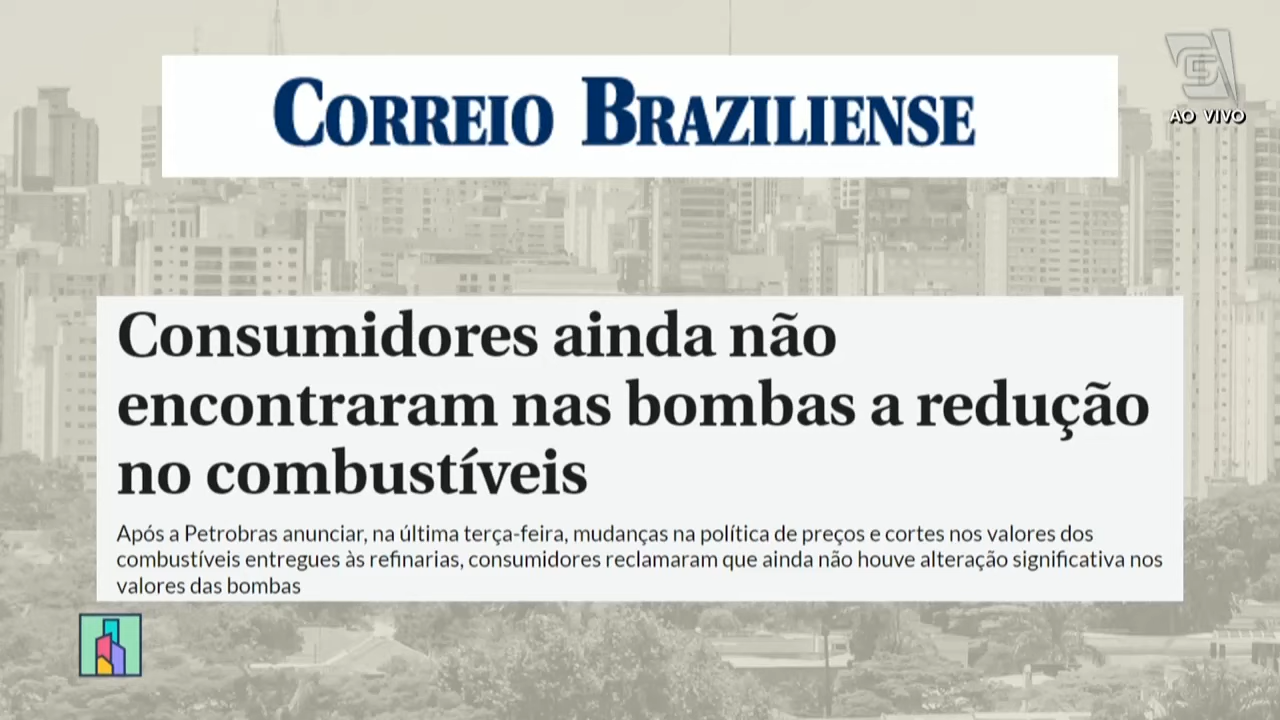 CORREIO BRAZILIENSE
AO VIVO
Consumidores ainda não
encontraram nas bombas a redução
no combustíveis
Após a Petrobras anunciar, na última terça-feira, mudanças na política de preços e cortes nos valores dos
combustíveis entregues às refinarias, consumidores reclamaram que ainda não houve alteração significativa nos
valores das bombas